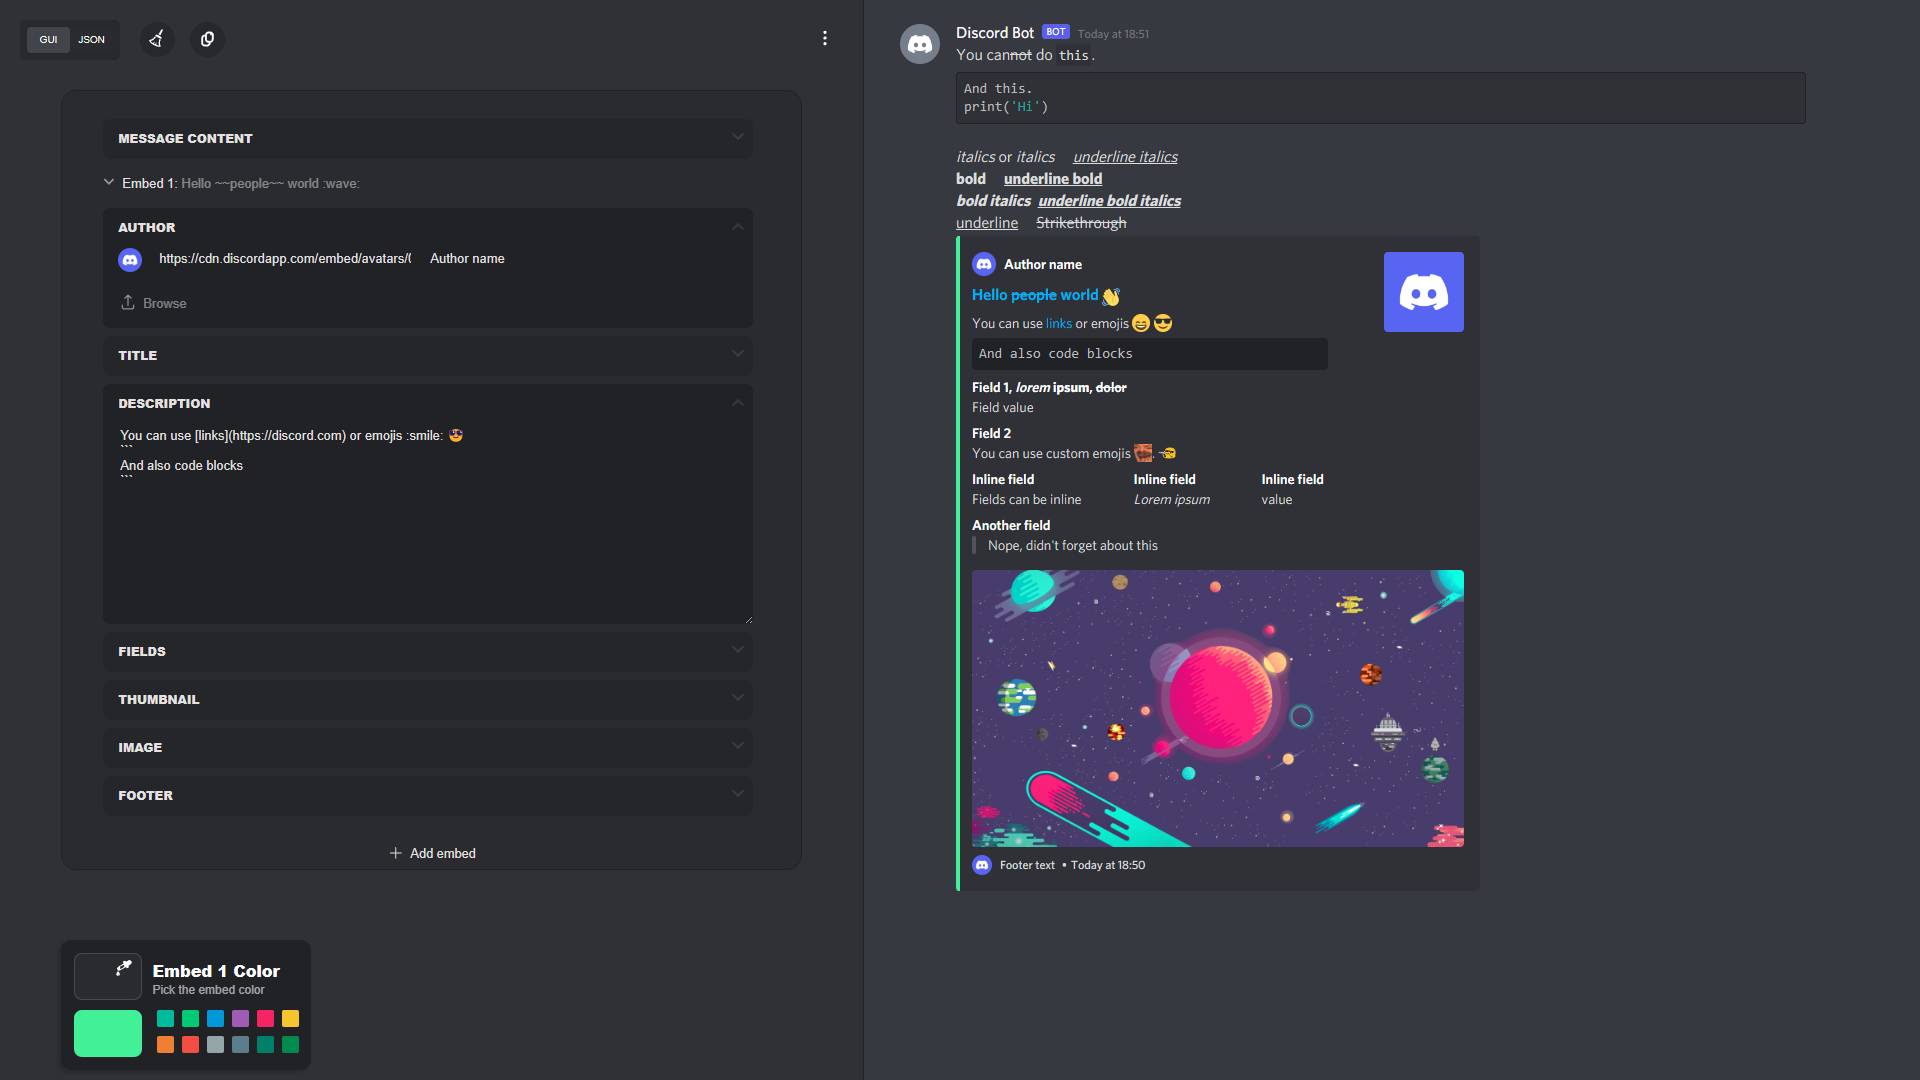 GUI JSON
MESSAGE CONTENT
Embed 1: Hello ~~people~~ world :wave:
AUTHOR
https://cdn.discordapp.com/embed/avatars/ Author name
Browse
TITLE
DESCRIPTION
You can use [links](https://discord.com) or emojis :smile: 😎
```
And also code blocks
```
FIELDS
THUMBNAIL
IMAGE
FOOTER
Add embed
Embed 1 Color
Pick the embed color
Discord Bot BOT Today at 18:51
You cannot do this.
And this.
print('Hi')
italics or italics underline italics
bold underline bold
bold italics underline bold italics
underline Strikethrough
Author name
Hello people world 👋
You can use links or emojis 😄 😎
And also code blocks
Field 1, lorem ipsum, dolor
Field value
Field 2
You can use custom emojis .
Inline field Inline field Inline field
Fields can be inline Lorem ipsum value
Another field
Nope, didn't forget about this
Footer text • Today at 18:50